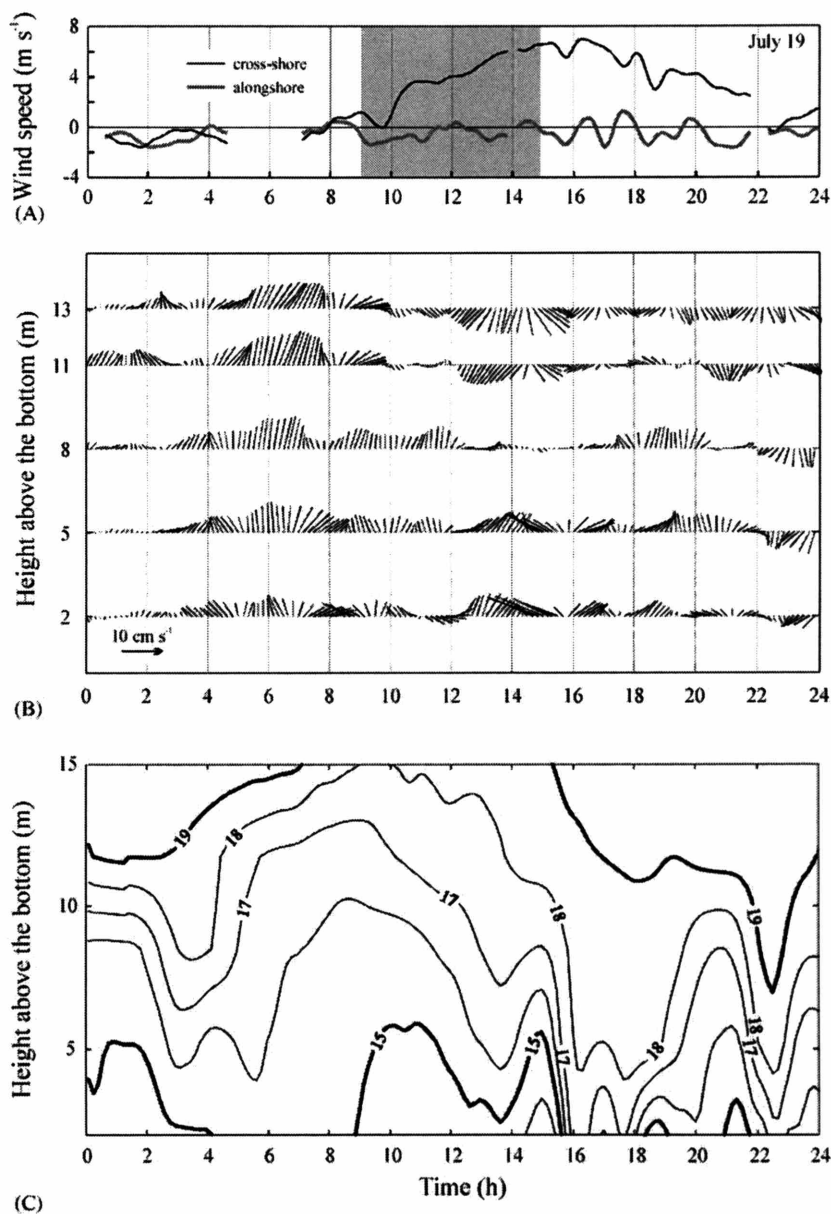 8
4
0
-4
Wind speed (m s⁻¹)
cross-shore
alongshore
July 19
0 2 4 6 8 10 12 14 16 18 20 22 24
(A)
Height above the bottom (m)
13
11
8
5
2
10 cm s⁻¹
0 2 4 6 8 10 12 14 16 18 20 22 24
(B)
Height above the bottom (m)
15
10
5
19
18
17
15
17
15
18
17
18
19
18
17
0 2 4 6 8 10 12 14 16 18 20 22 24
Time (h)
(C)